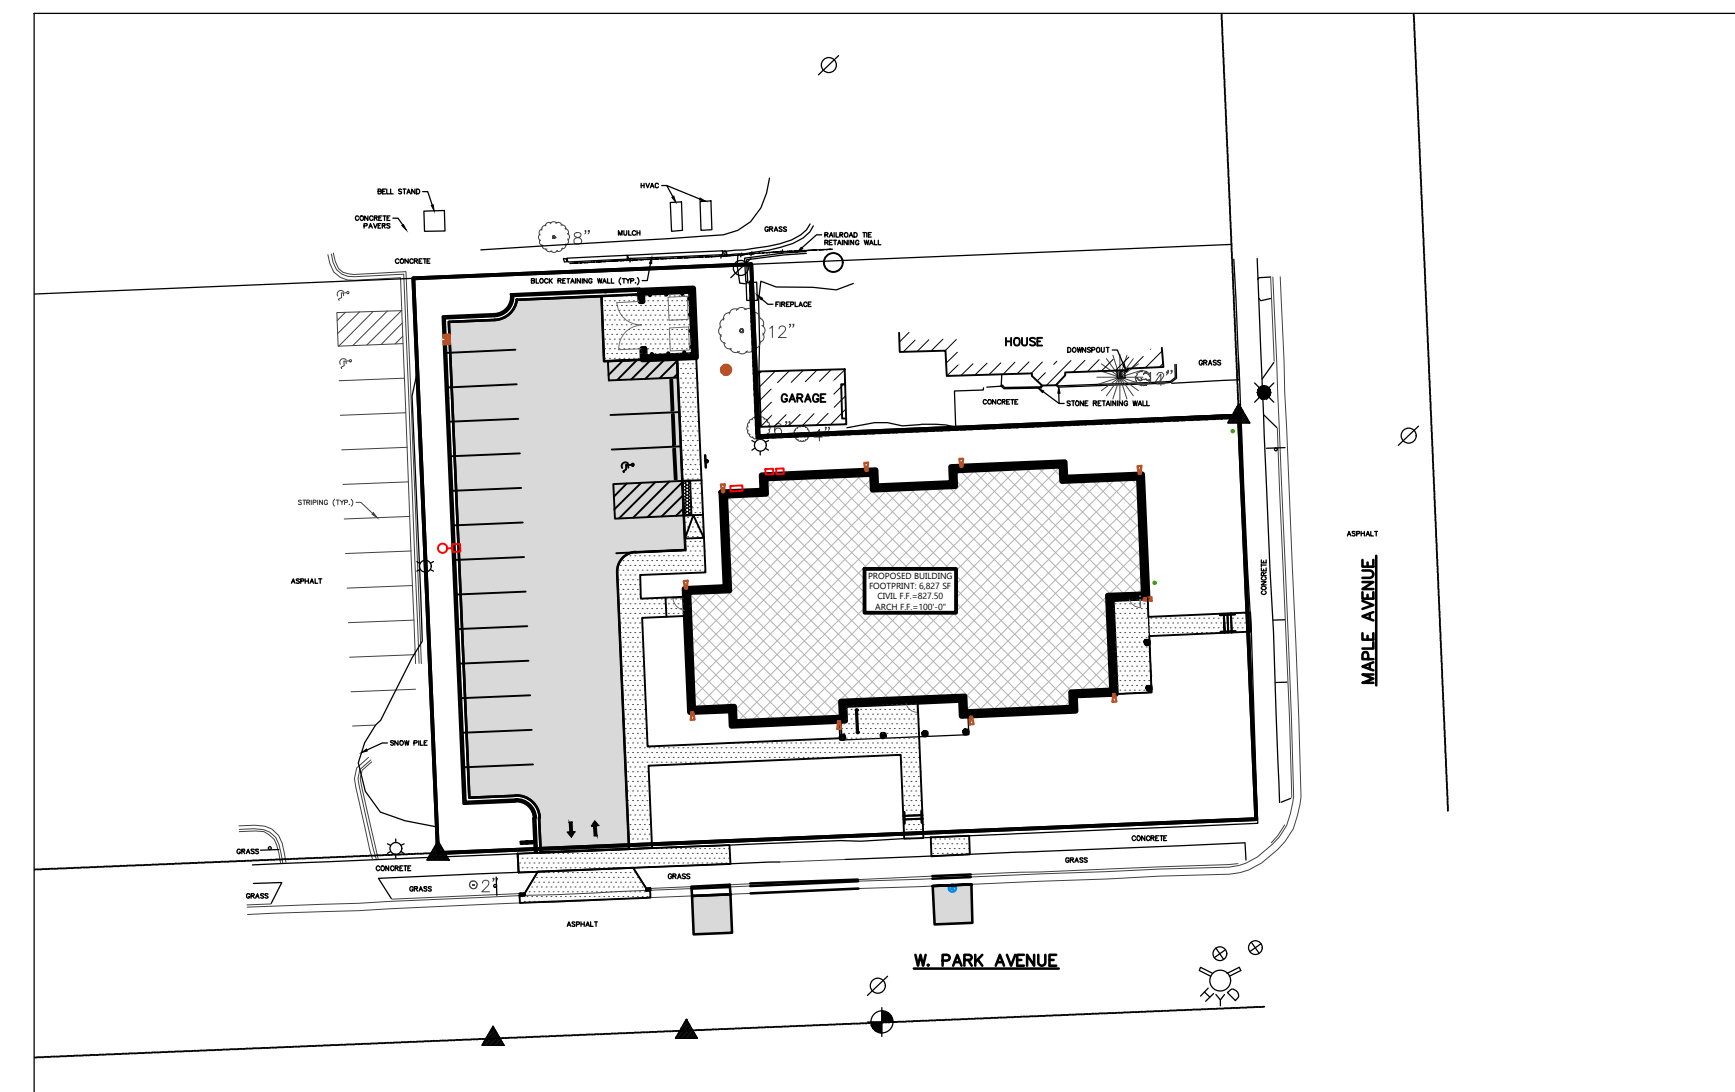 BELL STAND
HVAC
CONCRETE
PAVERS
8"
MULCH
GRASS
RAILROAD TIE
RETAINING WALL
CONCRETE
BLOCK RETAINING WALL (TYP.)
FIREPLACE
12"
HOUSE
DOWNSPOUT
GRASS
GARAGE
CONCRETE
STONE RETAINING WALL
4"
STRIPING (TYP.)
ASPHALT
ASPHALT
PROPOSED BUILDING
FOOTPRINT: 6,827 SF
CIVIL F.F.=827.50
ARCH F.F.=100'-0"
CONCRETE
MAPLE AVENUE
SNOW PILE
GRASS
CONCRETE
CONCRETE
GRASS
GRASS
GRASS
2"
GRASS
ASPHALT
W. PARK AVENUE
HYD